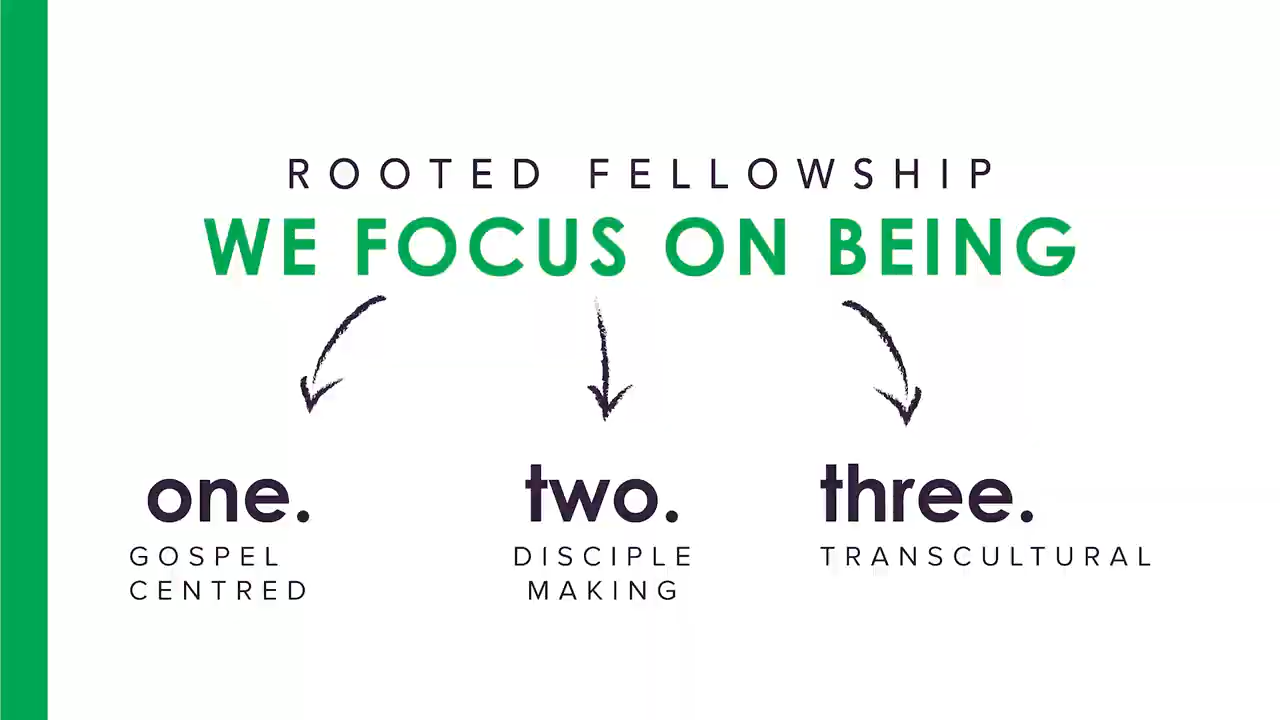 ROOTED FELLOWSHIP
WE FOCUS ON BEING
one.
GOSPEL
CENTRED
two.
DISCIPLE
MAKING
three.
TRANSCULTURAL